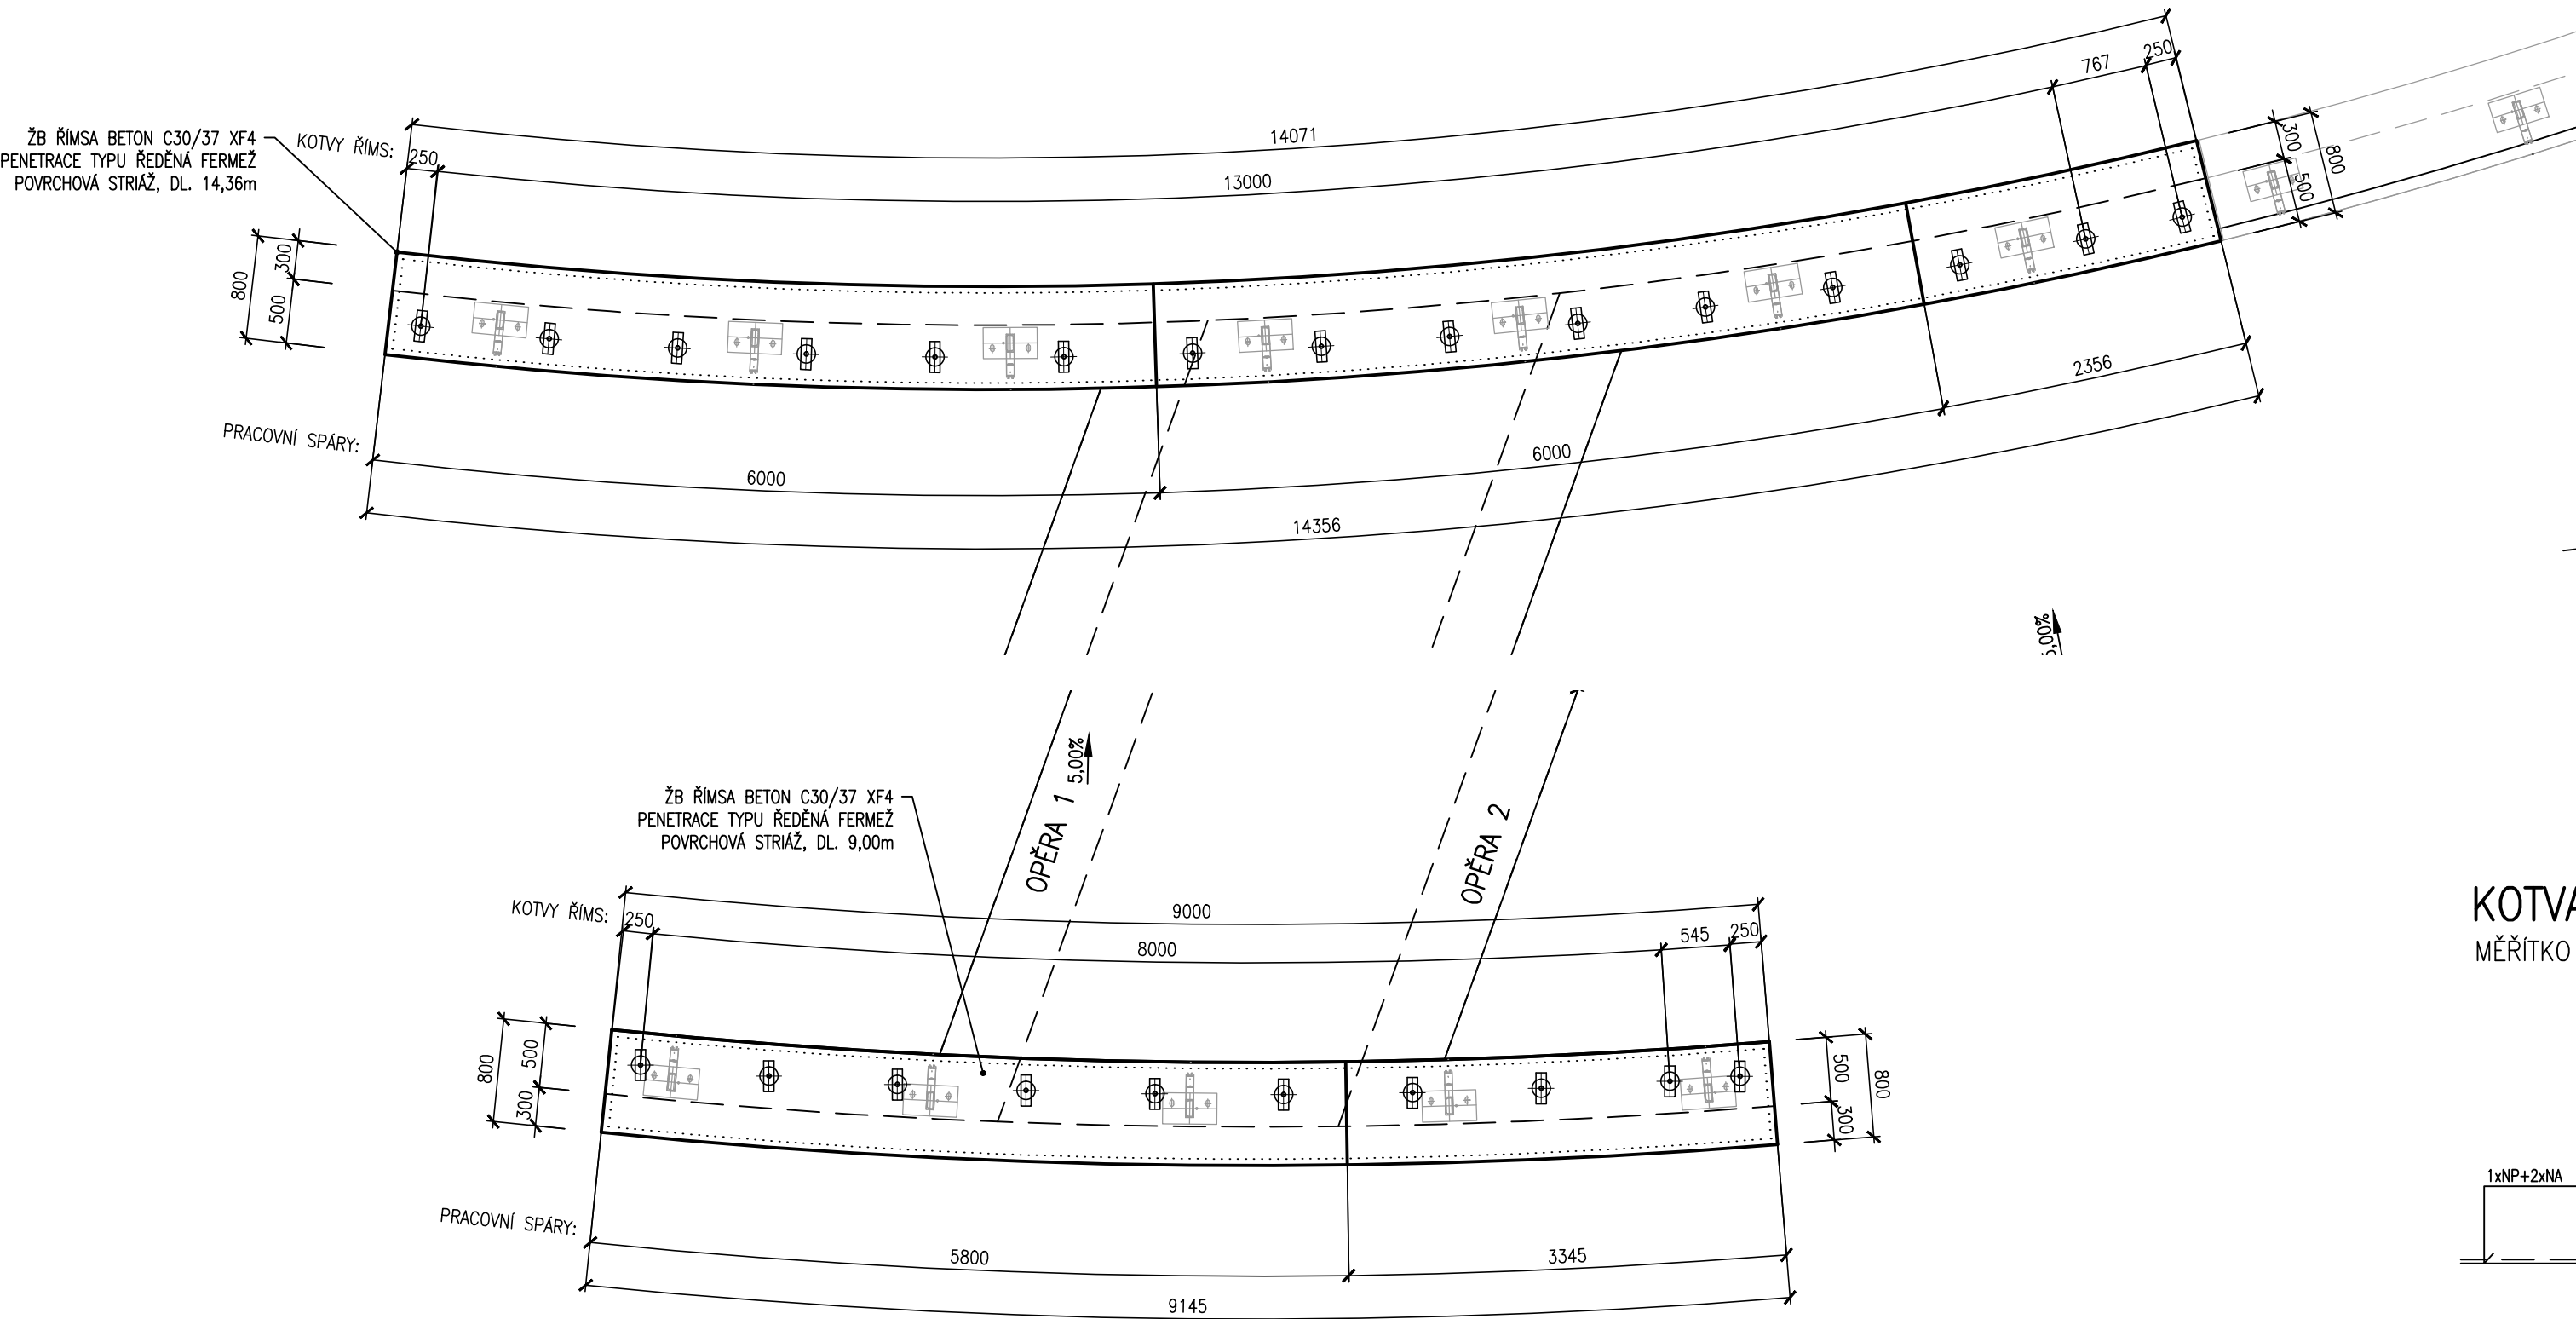 ŽB ŘÍMSA BETON C30/37 XF4
PENETRACE TYPU ŘEDĚNÁ FERMEŽ
POVRCHOVÁ STRIÁŽ, DL. 14,36m
KOTVY ŘÍMS:
250
14071
13000
767
250
300
500
800
800
300
500
PRACOVNÍ SPÁRY:
6000
6000
2356
14356
5,00%
OPĚRA 1
5,00%
OPĚRA 2
ŽB ŘÍMSA BETON C30/37 XF4
PENETRACE TYPU ŘEDĚNÁ FERMEŽ
POVRCHOVÁ STRIÁŽ, DL. 9,00m
KOTVY ŘÍMS:
250
9000
8000
545
250
800
500
300
500
300
800
PRACOVNÍ SPÁRY:
5800
3345
9145
KOTVA
MĚŘÍTKO
1xNP+2xNA